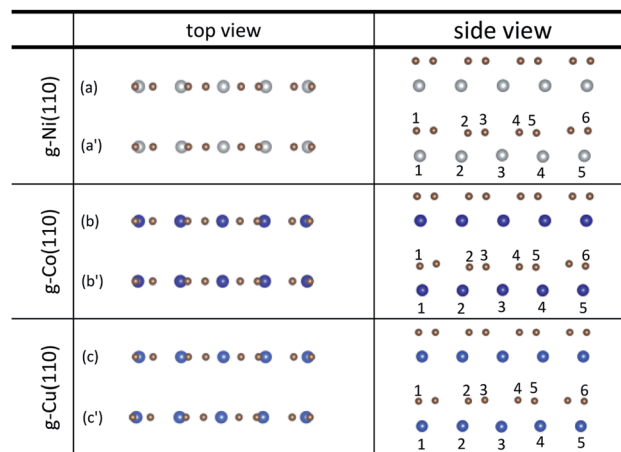 top view side view
g-Ni(110)
(a)
(a')
1 2 3 4 5 6
1 2 3 4 5
g-Co(110)
(b)
(b')
1 2 3 4 5 6
1 2 3 4 5
g-Cu(110)
(c)
(c')
1 2 3 4 5 6
1 2 3 4 5